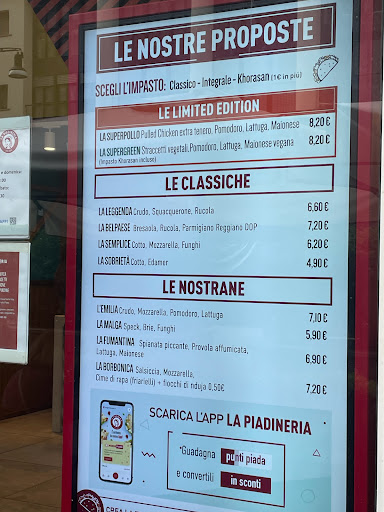 LE NOSTRE PROPOSTE
SCEGLI L'IMPASTO: Classico - Integrale - Khorasan (1€ in più)
LE LIMITED EDITION
LA SUPERPOLLO Pulled Chicken extra tenero, Pomodoro, Lattuga, Maionese 8,20 €
LA SUPERGREEN Straccetti vegetali, Pomodoro, Lattuga, Maionese vegana 8,20 €
(Impasto Khorasan incluso)
LE CLASSICHE
LA LEGGENDA Crudo, Squacquerone, Rucola 6,60 €
LA BELPAESE Bresaola, Rucola, Parmigiano Reggiano DOP 7,20 €
LA SEMPLICE Cotto, Mozzarella, Funghi 6,20 €
LA SOBRIETÀ Cotto, Edamer 4,90 €
LE NOSTRANE
L'EMILIA Crudo, Mozzarella, Pomodoro, Lattuga 7,10 €
LA MALGA Speck, Brie, Funghi 5,90 €
LA FUMANTINA Spianata piccante, Provola affumicata,
Lattuga, Maionese 6,90 €
LA BORBONICA Salsiccia, Mozzarella,
Cime di rapa (friarielli) + fiocchi di nduja 0,50€ 7,20 €
SCARICA L'APP LA PIADINERIA
Guadagna punti piada
e convertili in sconti